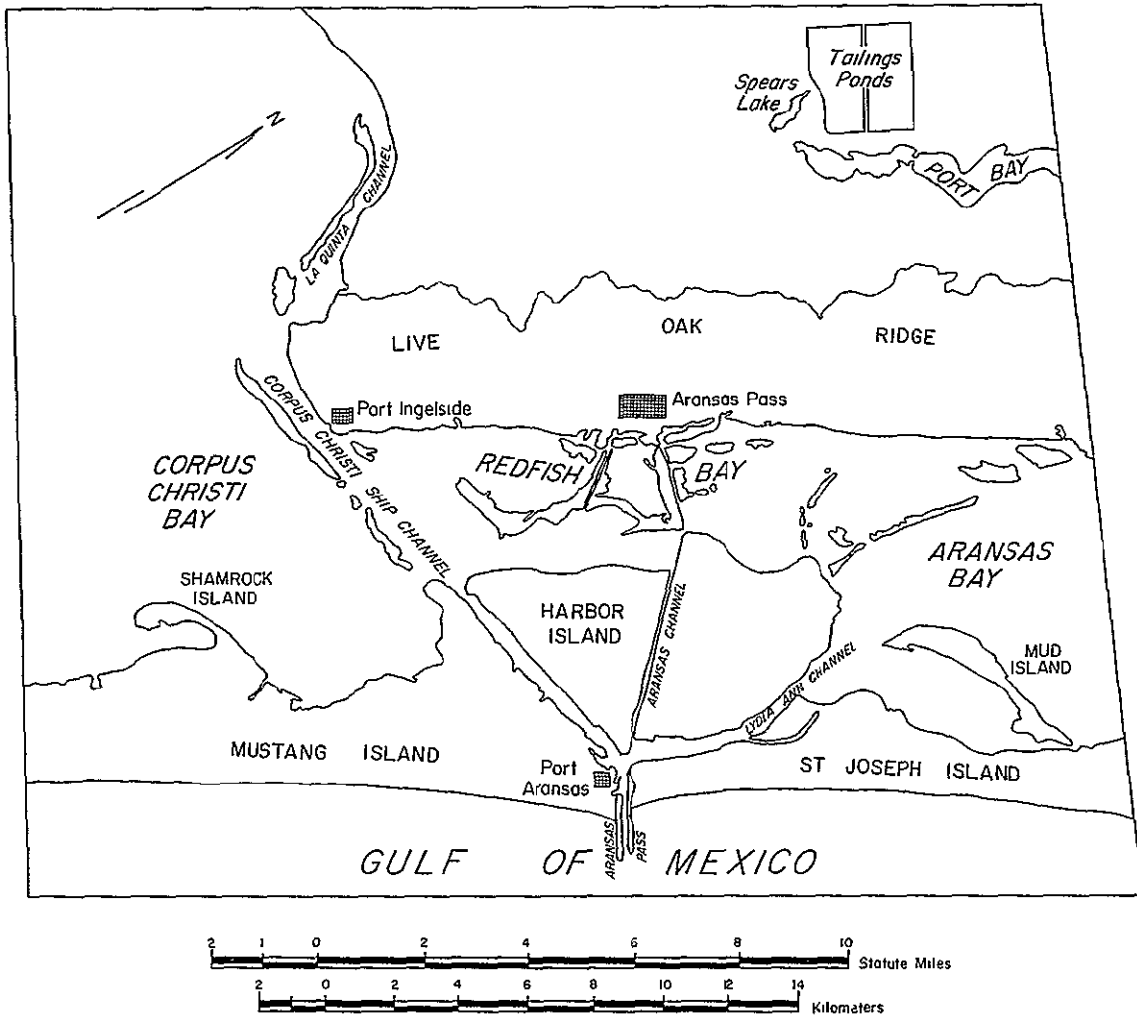 Tailings
Ponds
Spears
Lake
N
PORT BAY
LA QUINTA CHANNEL
LIVE OAK RIDGE
Port Ingelside
Aransas Pass
CORPUS CHRISTI SHIP CHANNEL
REDFISH BAY
CORPUS
CHRISTI
BAY
ARANSAS
BAY
SHAMROCK
ISLAND
HARBOR
ISLAND
ARANSAS CHANNEL
MUD
ISLAND
LYDIA ANN CHANNEL
MUSTANG ISLAND
Port
Aransas
ST JOSEPH ISLAND
ARANSAS PASS
GULF OF MEXICO
2 1 0 2 4 6 8 10
Statute Miles
2 0 2 4 6 8 10 12 14
Kilometers